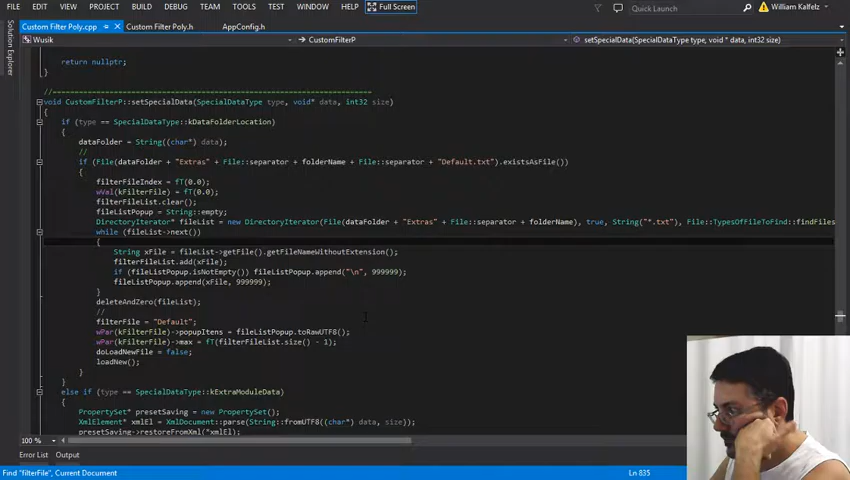 FILE EDIT VIEW PROJECT BUILD DEBUG TEAM TOOLS TEST WINDOW HELP Full Screen Quick Launch William Kalfelz
Custom Filter Poly.cpp Custom Filter Poly.h AppConfig.h
Solution Explorer
Wusik CustomFilterP setSpecialData(SpecialDataType type, void * data, int32 size)
return nullptr;
}
void CustomFilterP::setSpecialData(SpecialDataType type, void* data, int32 size)
{
if (type == SpecialDataType::kDataFolderLocation)
{
dataFolder = String((char*) data);
//
if (File(dataFolder + "Extras" + File::separator + folderName + File::separator + "Default.txt").existsAsFile())
{
filterFileIndex = fT(0.0);
wVal(kFilterFile) = fT(0.0);
filterFileList.clear();
fileListPopup = String::empty;
DirectoryIterator* fileList = new DirectoryIterator(File(dataFolder + "Extras" + File::separator + folderName), true, String("*.txt"), File::TypesOfFileToFind::findFiles
while (fileList->next())
{
String xFile = fileList->getFile().getFileNameWithoutExtension();
filterFileList.add(xFile);
if (fileListPopup.isNotEmpty()) fileListPopup.append("\n", 999999);
fileListPopup.append(xFile, 999999);
}
deleteAndZero(fileList);
//
filterFile = "Default";
wPar(kFilterFile)->popupItens = fileListPopup.toRawUTF8();
wPar(kFilterFile)->max = fT(filterFileList.size() - 1);
doLoadNewFile = false;
loadNew();
}
}
else if (type == SpecialDataType::kExtraModuleData)
{
PropertySet* presetSaving = new PropertySet();
XmlElement* xmlEl = XmlDocument::parse(String::fromUTF8((char*) data, size));
presetSaving->restoreFromXml(*xmlEl);
100 %
Error List Output
Find "filterFile", Current Document Ln 835